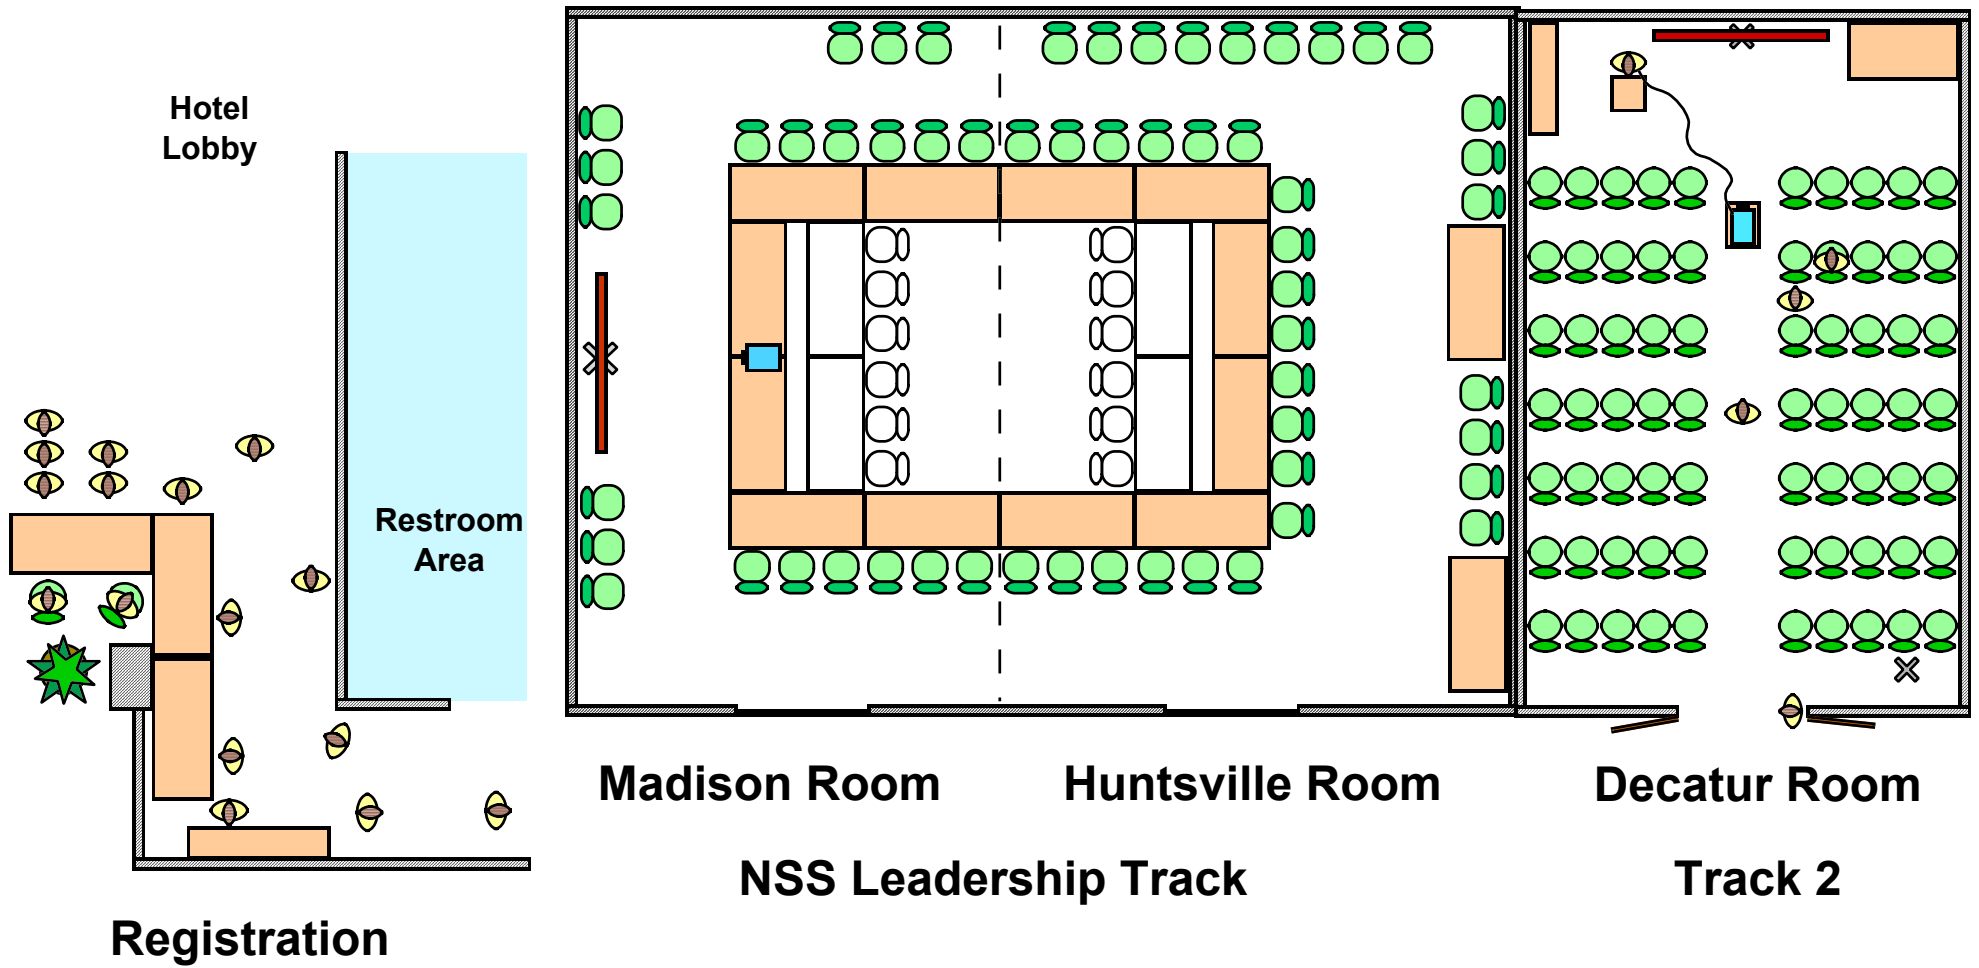 Hotel
Lobby
Restroom
Area
Madison Room
Huntsville Room
Decatur Room
NSS Leadership Track
Track 2
Registration